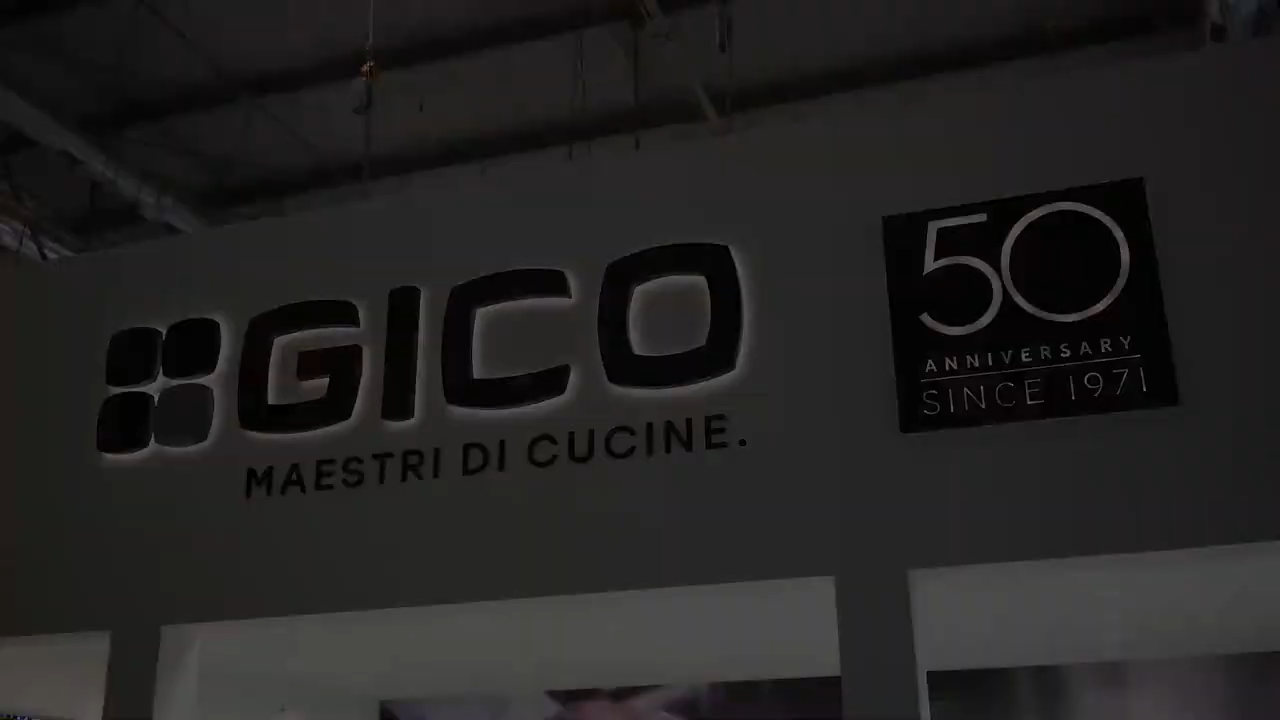 GICO
MAESTRI DI CUCINE.
50
ANNIVERSARY
SINCE 1971